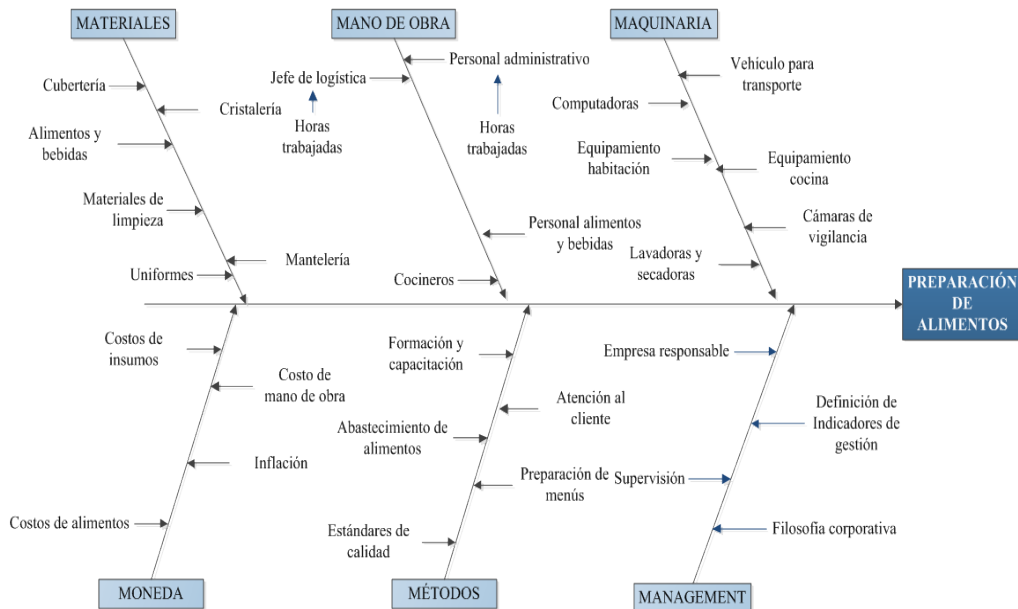 MATERIALES
MANO DE OBRA
MAQUINARIA
Cubertería
Cristalería
Alimentos y
bebidas
Materiales de
limpieza
Mantelería
Uniformes
Personal administrativo
Jefe de logística
Horas
trabajadas
Horas
trabajadas
Personal alimentos
y bebidas
Cocineros
Vehiculo para
transporte
Computadoras
Equipamiento
habitación
Equipamiento
cocina
Cámaras de
vigilancia
Lavadoras y
secadoras
PREPARACIÓN
DE
ALIMENTOS
Costos de
insumos
Costo de
mano de obra
Inflación
Costos de alimentos
Formación y
capacitación
Atención al
cliente
Abastecimiento de
alimentos
Preparación de
menús
Estándares de
calidad
Empresa responsable
Definición de
Indicadores de
gestión
Supervisión
Filosofía corporativa
MONEDA
MÉTODOS
MANAGEMENT